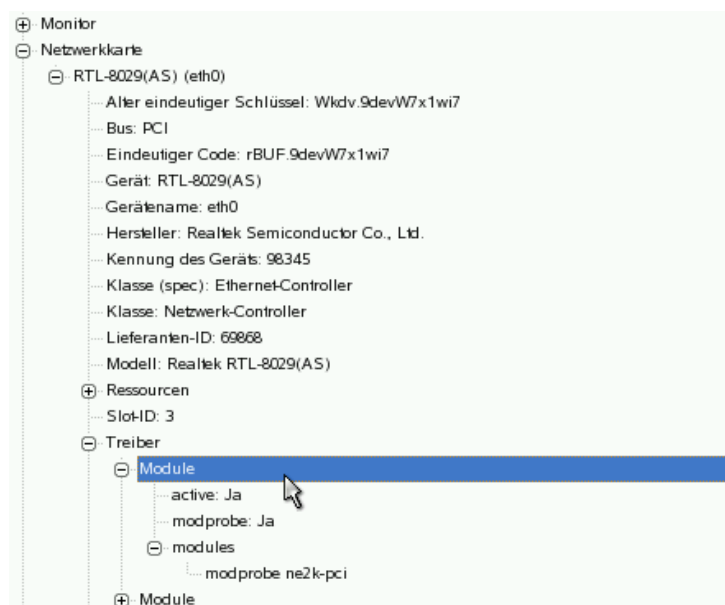 Monitor
Netzwerkkarte
RTL-8029(AS) (eth0)
Alter eindeutiger Schlüssel: Wkdv.9devW7x1wi7
Bus: PCI
Eindeutiger Code: rBUF.9devW7x1wi7
Gerät: RTL-8029(AS)
Gerätename: eth0
Hersteller: Realtek Semiconductor Co., Ltd.
Kennung des Geräts: 98345
Klasse (spec): Ethernet-Controller
Klasse: Netzwerk-Controller
Lieferanten-ID: 69868
Modell: Realtek RTL-8029(AS)
Ressourcen
Slot-ID: 3
Treiber
Module
active: Ja
modprobe: Ja
modules
modprobe ne2k-pci
Module